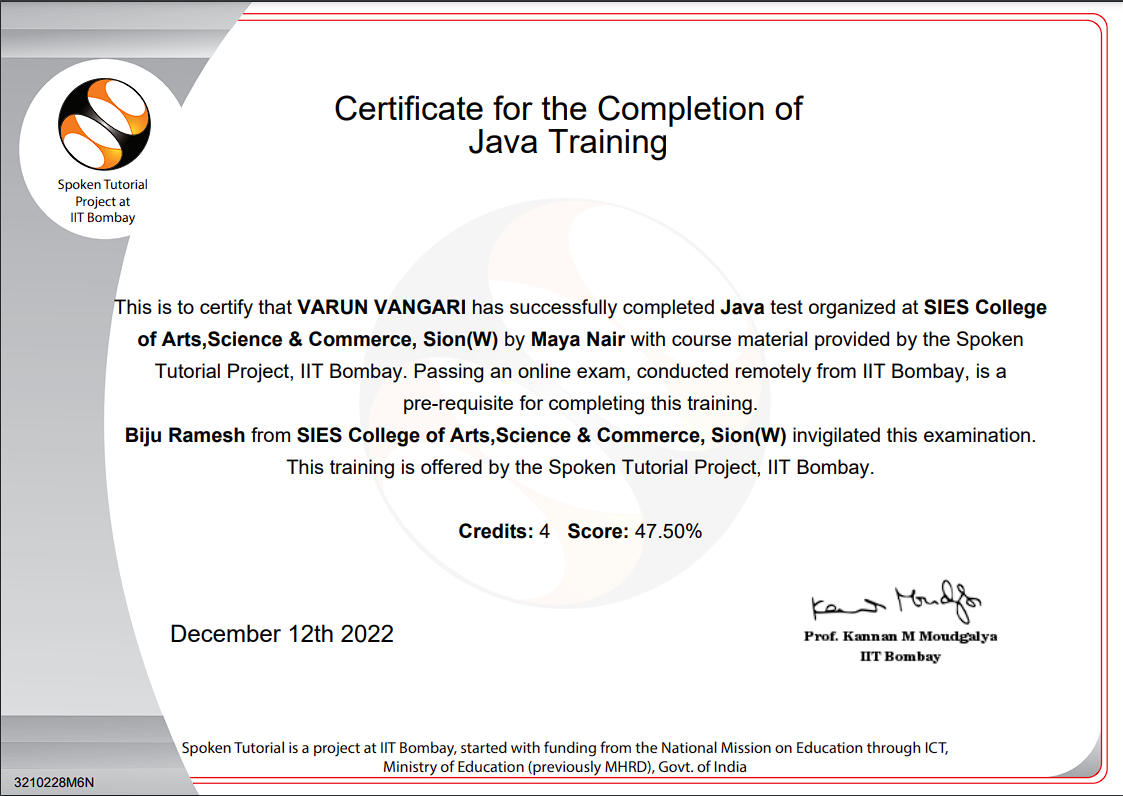 Certificate for the Completion of
Java Training
Spoken Tutorial
Project at
IIT Bombay
This is to certify that VARUN VANGARI has successfully completed Java test organized at SIES College
of Arts,Science & Commerce, Sion(W) by Maya Nair with course material provided by the Spoken
Tutorial Project, IIT Bombay. Passing an online exam, conducted remotely from IIT Bombay, is a
pre-requisite for completing this training.
Biju Ramesh from SIES College of Arts,Science & Commerce, Sion(W) invigilated this examination.
This training is offered by the Spoken Tutorial Project, IIT Bombay.
Credits: 4 Score: 47.50%
December 12th 2022
Kannan Moudgalya
Prof. Kannan M Moudgalya
IIT Bombay
Spoken Tutorial is a project at IIT Bombay, started with funding from the National Mission on Education through ICT,
Ministry of Education (previously MHRD), Govt. of India
3210228M6N